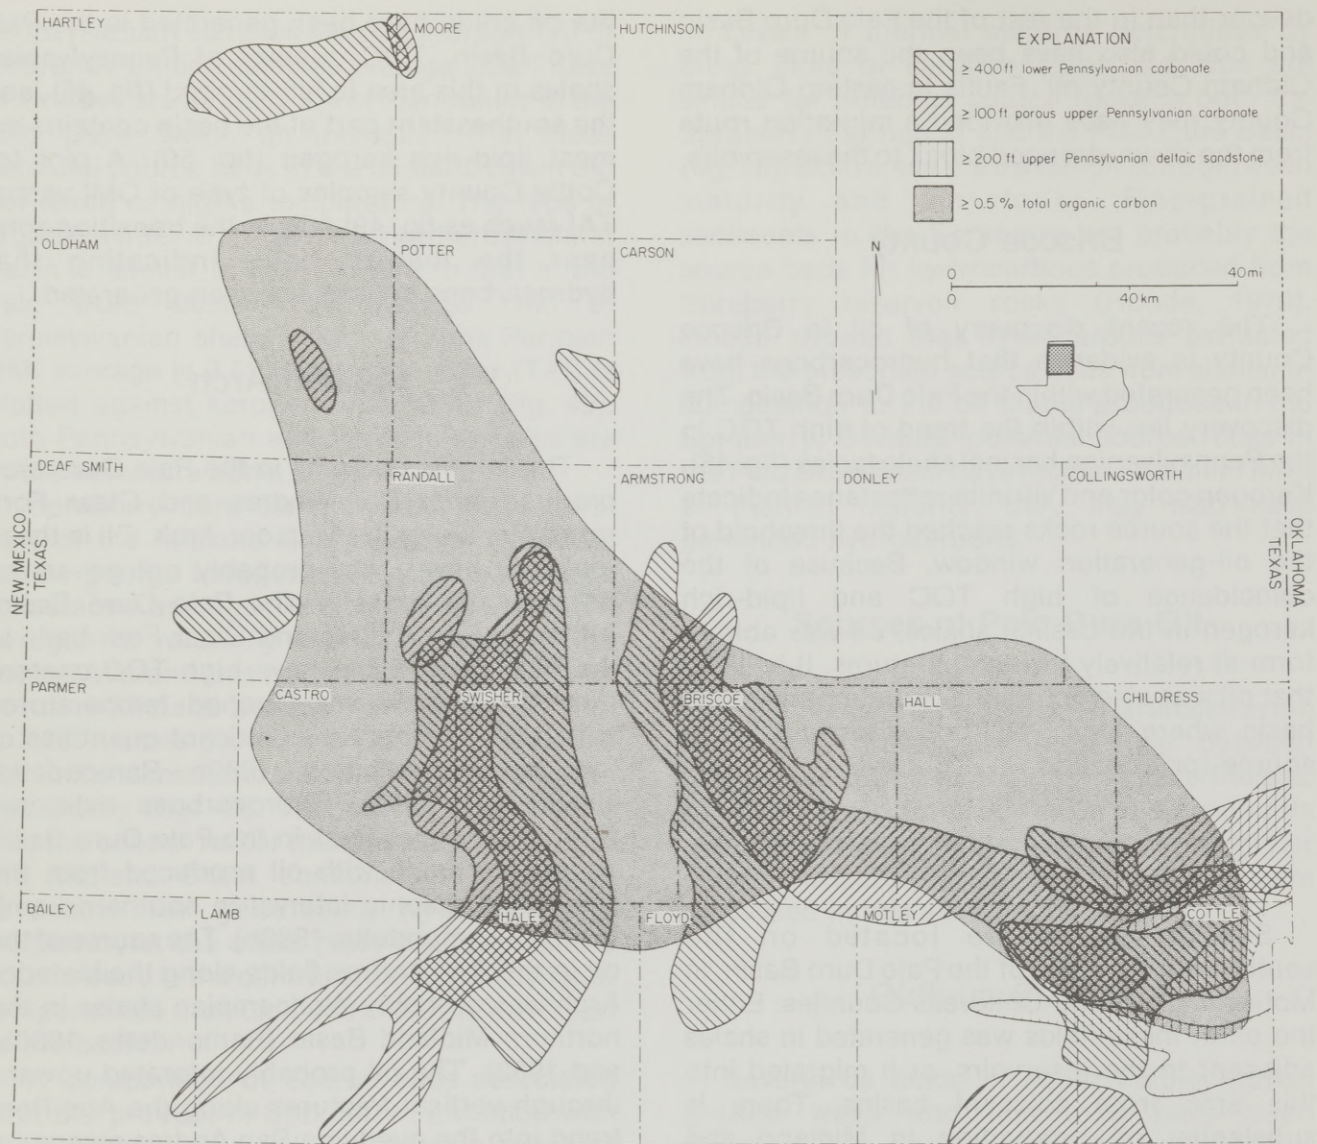 HARTLEY
MOORE
HUTCHINSON
EXPLANATION
≥ 400 ft lower Pennsylvanian carbonate
≥ 100 ft porous upper Pennsylvanian carbonate
≥ 200 ft upper Pennsylvanian deltaic sandstone
≥ 0.5 % total organic carbon
OLDHAM
POTTER
CARSON
N
0
40 mi
0
40 km
DEAF SMITH
RANDALL
ARMSTRONG
DONLEY
COLLINGSWORTH
NEW MEXICO
TEXAS
OKLAHOMA
TEXAS
PARMER
CASTRO
SWISHER
BRISCOE
HALL
CHILDRESS
BAILEY
LAMB
HALE
FLOYD
MOTLEY
COTTLE